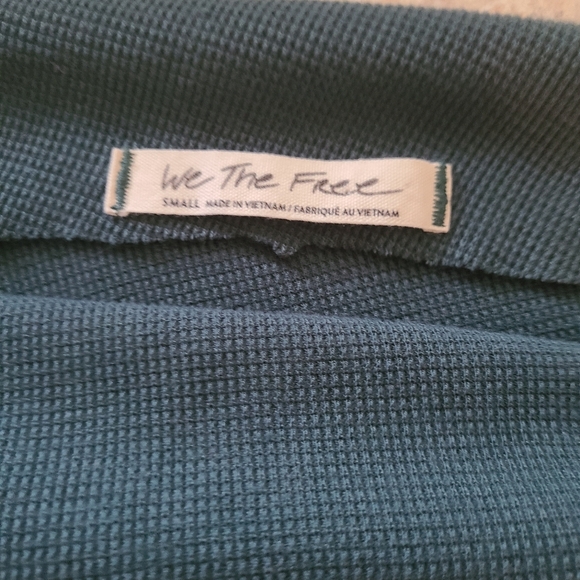 We The Free
SMALL MADE IN VIETNAM / FABRIQUÉ AU VIETNAM